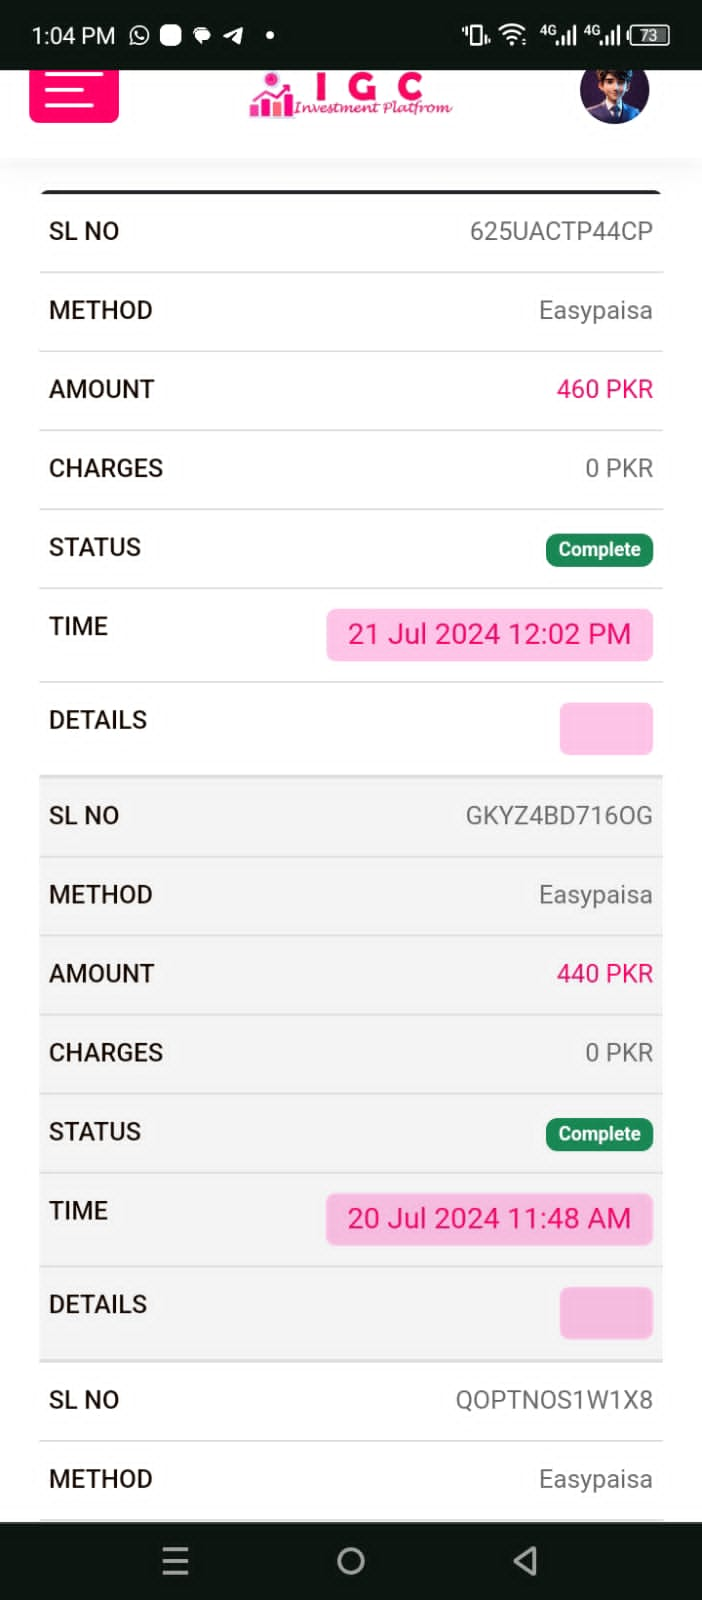 1:04 PM
4G 4G 73
I G C
Investment Platfrom
SL NO 625UACTP44CP
METHOD Easypaisa
AMOUNT 460 PKR
CHARGES 0 PKR
STATUS Complete
TIME 21 Jul 2024 12:02 PM
DETAILS
SL NO GKYZ4BD716OG
METHOD Easypaisa
AMOUNT 440 PKR
CHARGES 0 PKR
STATUS Complete
TIME 20 Jul 2024 11:48 AM
DETAILS
SL NO QOPTNOS1W1X8
METHOD Easypaisa